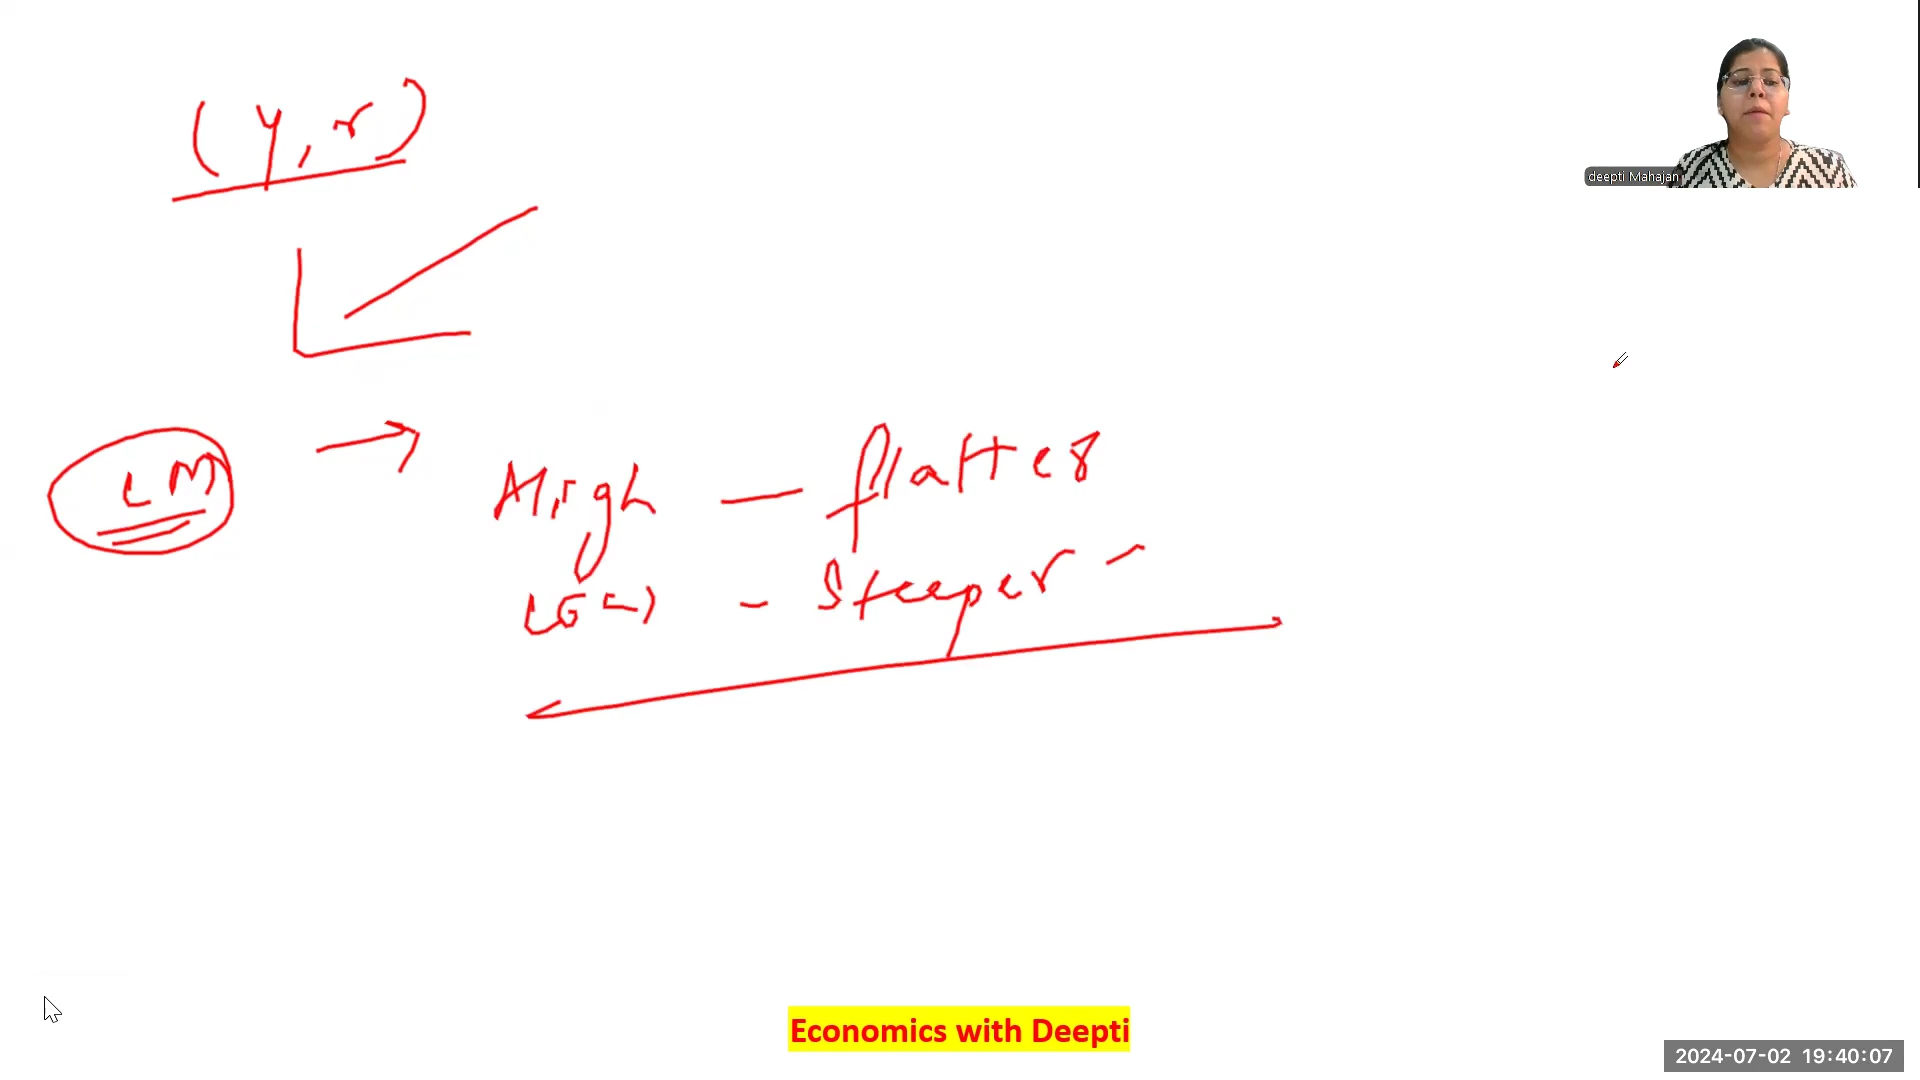 (y, r)
deepti Mahajan
LM → High — flatter
Low - Steeper -
Economics with Deepti
2024-07-02 19:40:07